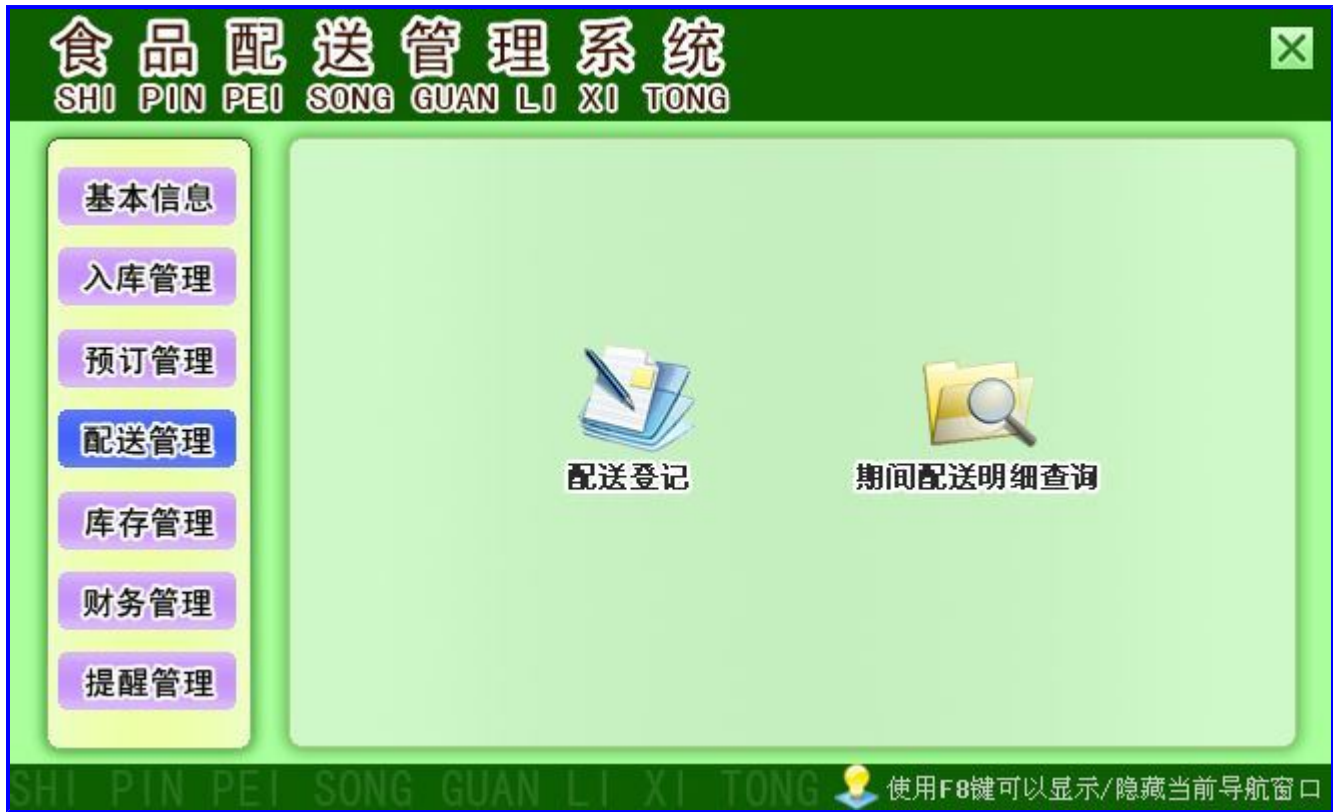 食品配送管理系统
SHI PIN PEI SONG GUAN LI XI TONG
基本信息
入库管理
预订管理
配送管理
库存管理
财务管理
提醒管理
配送登记
期间配送明细查询
SHI PIN PEI SONG GUAN LI XI TONG
使用F8键可以显示/隐藏当前导航窗口